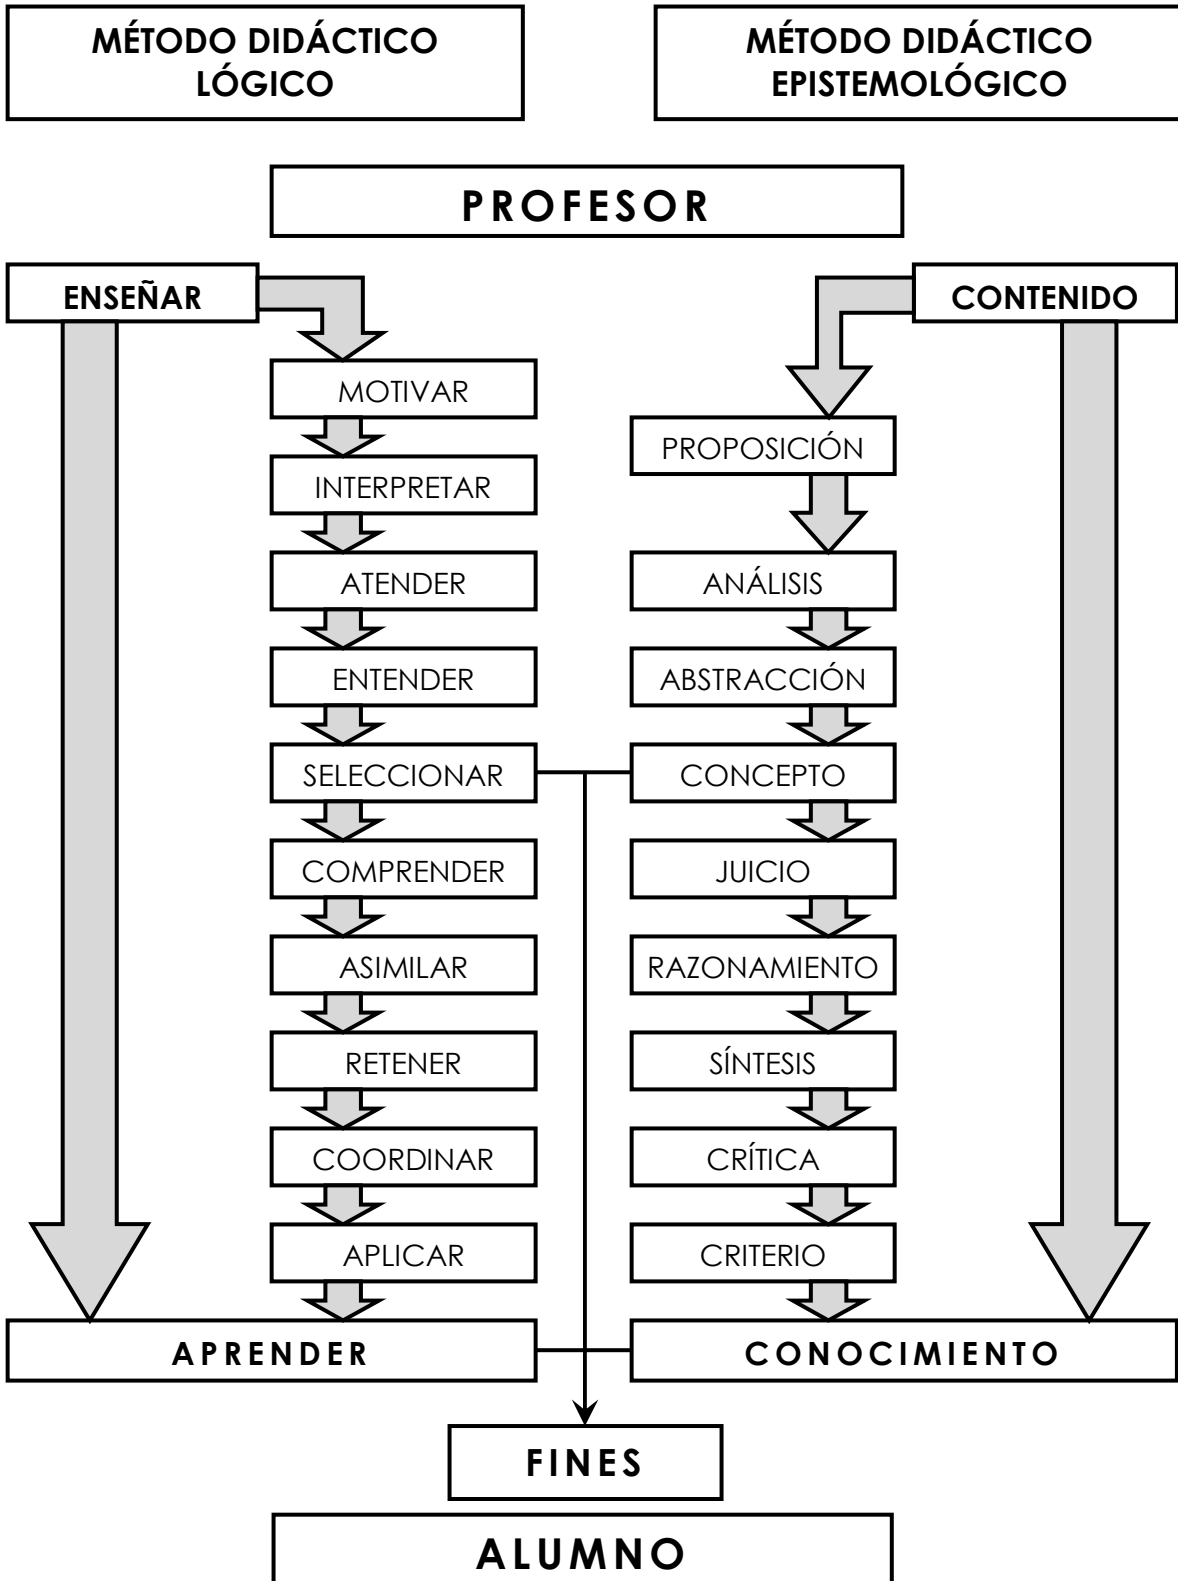 MÉTODO DIDÁCTICO
LÓGICO
MÉTODO DIDÁCTICO
EPISTEMOLÓGICO
PROFESOR
ENSEÑAR
CONTENIDO
MOTIVAR
INTERPRETAR
ATENDER
ENTENDER
SELECCIONAR
COMPRENDER
ASIMILAR
RETENER
COORDINAR
APLICAR
APRENDER
PROPOSICIÓN
ANÁLISIS
ABSTRACCIÓN
CONCEPTO
JUICIO
RAZONAMIENTO
SÍNTESIS
CRÍTICA
CRITERIO
CONOCIMIENTO
FINES
ALUMNO